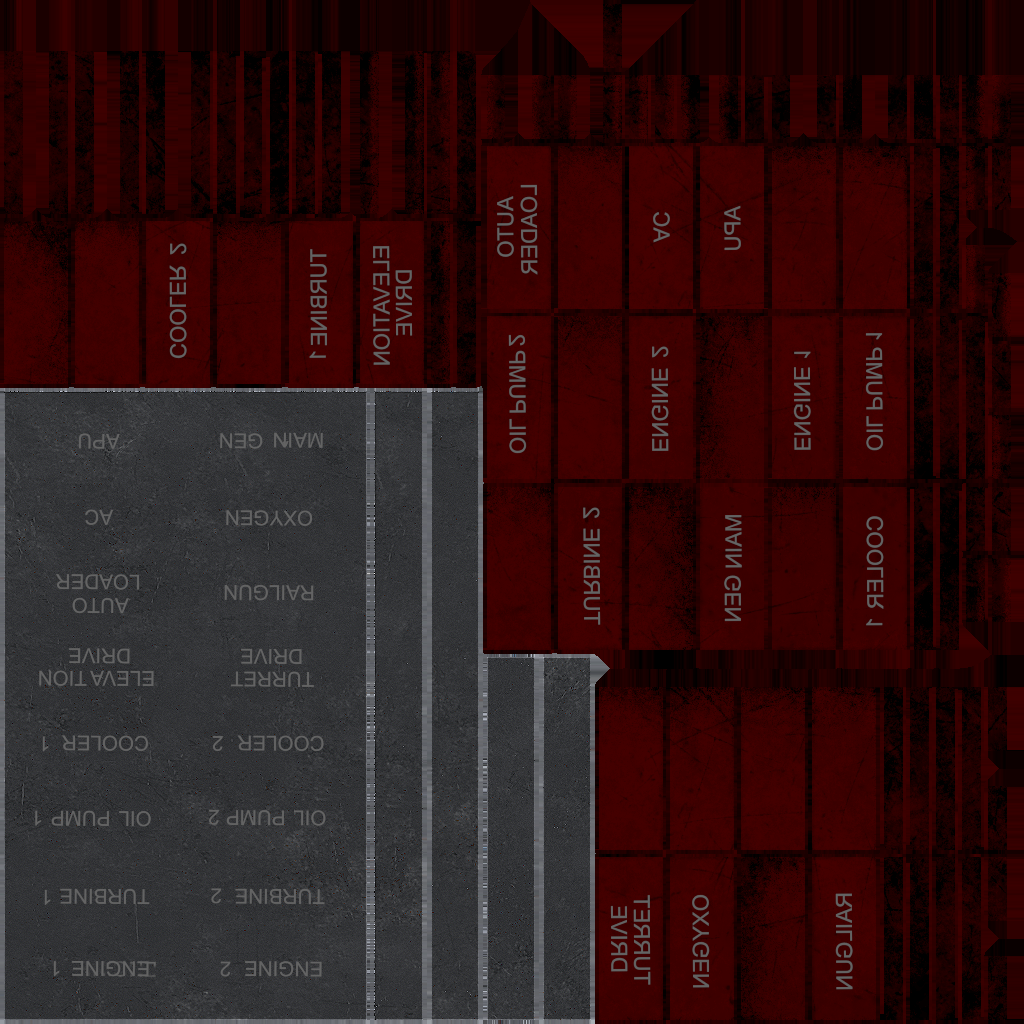 AUTO
LOADER
AC
APU
COOLER 2
TURBINE 1
ELEVATION
DRIVE
OIL PUMP 2
ENGINE 2
ENGINE 1
OIL PUMP 1
TURBINE 2
MAIN GEN
COOLER 1
TURRET
DRIVE
OXYGEN
RAILGUN
ENGINE 1
ENGINE 2
TURBINE 1
TURBINE 2
OIL PUMP 1
OIL PUMP 2
COOLER 1
COOLER 2
ELEVATION
DRIVE
TURRET
DRIVE
AUTO
LOADER
RAILGUN
AC
OXYGEN
APU
MAIN GEN